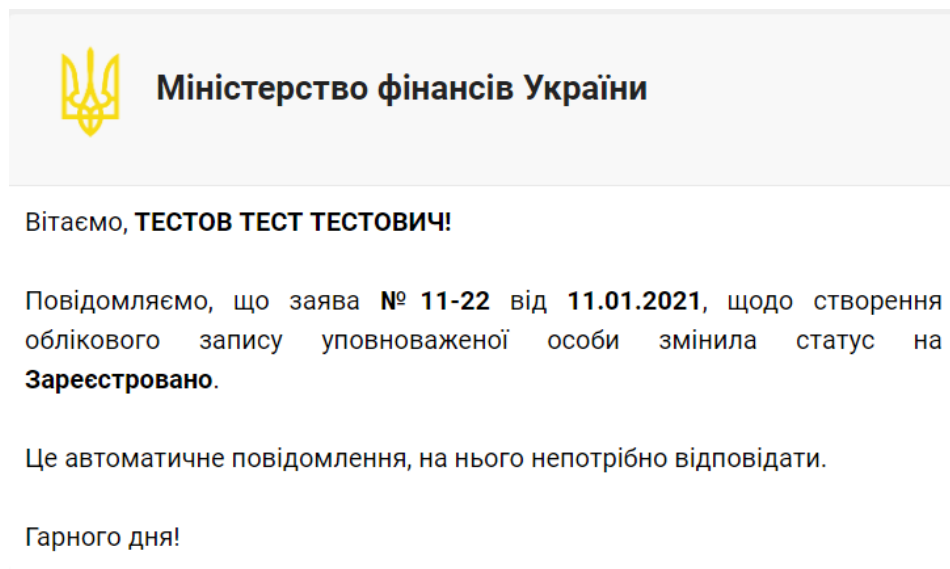 Міністерство фінансів України
Вітаємо, ТЕСТОВ ТЕСТ ТЕСТОВИЧ!
Повідомляємо, що заява № 11-22 від 11.01.2021, щодо створення
облікового запису уповноваженої особи змінила статус на
Зареєстровано.
Це автоматичне повідомлення, на нього непотрібно відповідати.
Гарного дня!